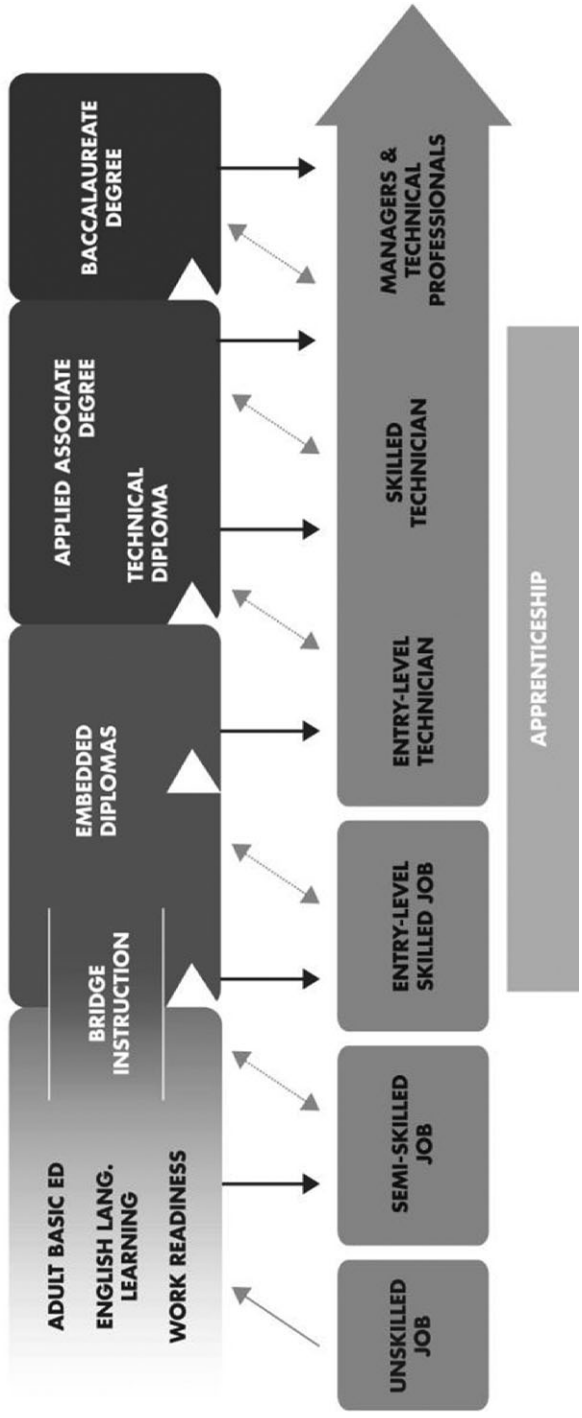 ADULT BASIC ED
ENGLISH LANG.
LEARNING
WORK READINESS
BRIDGE
INSTRUCTION
EMBEDDED
DIPLOMAS
APPLIED ASSOCIATE
DEGREE
TECHNICAL
DIPLOMA
BACCALAUREATE
DEGREE
UNSKILLED
JOB
SEMI-SKILLED
JOB
ENTRY-LEVEL
SKILLED JOB
ENTRY-LEVEL
TECHNICIAN
SKILLED
TECHNICIAN
MANAGERS &
TECHNICAL
PROFESSIONALS
APPRENTICESHIP